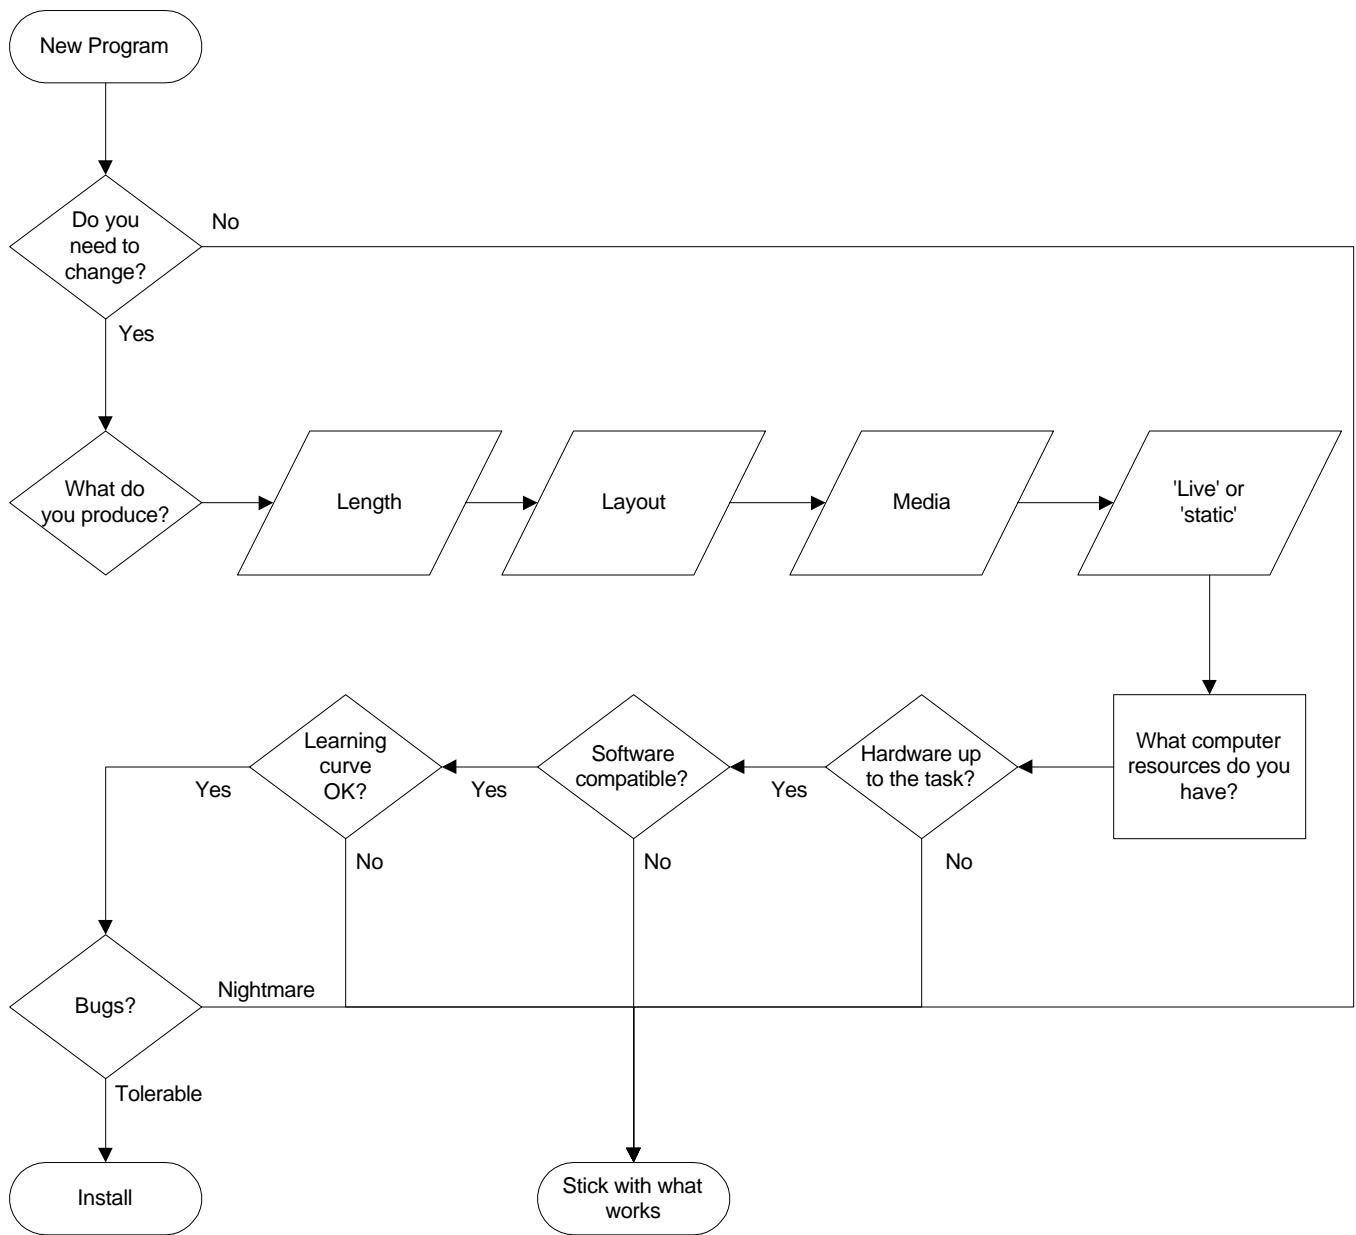 New Program
Do you
need to
change?
No
Yes
What do
you produce?
Length
Layout
Media
'Live' or
'static'
Learning
curve
OK?
Software
compatible?
Hardware up
to the task?
What computer
resources do you
have?
Yes
Yes
Yes
No
No
No
Bugs?
Nightmare
Tolerable
Install
Stick with what
works